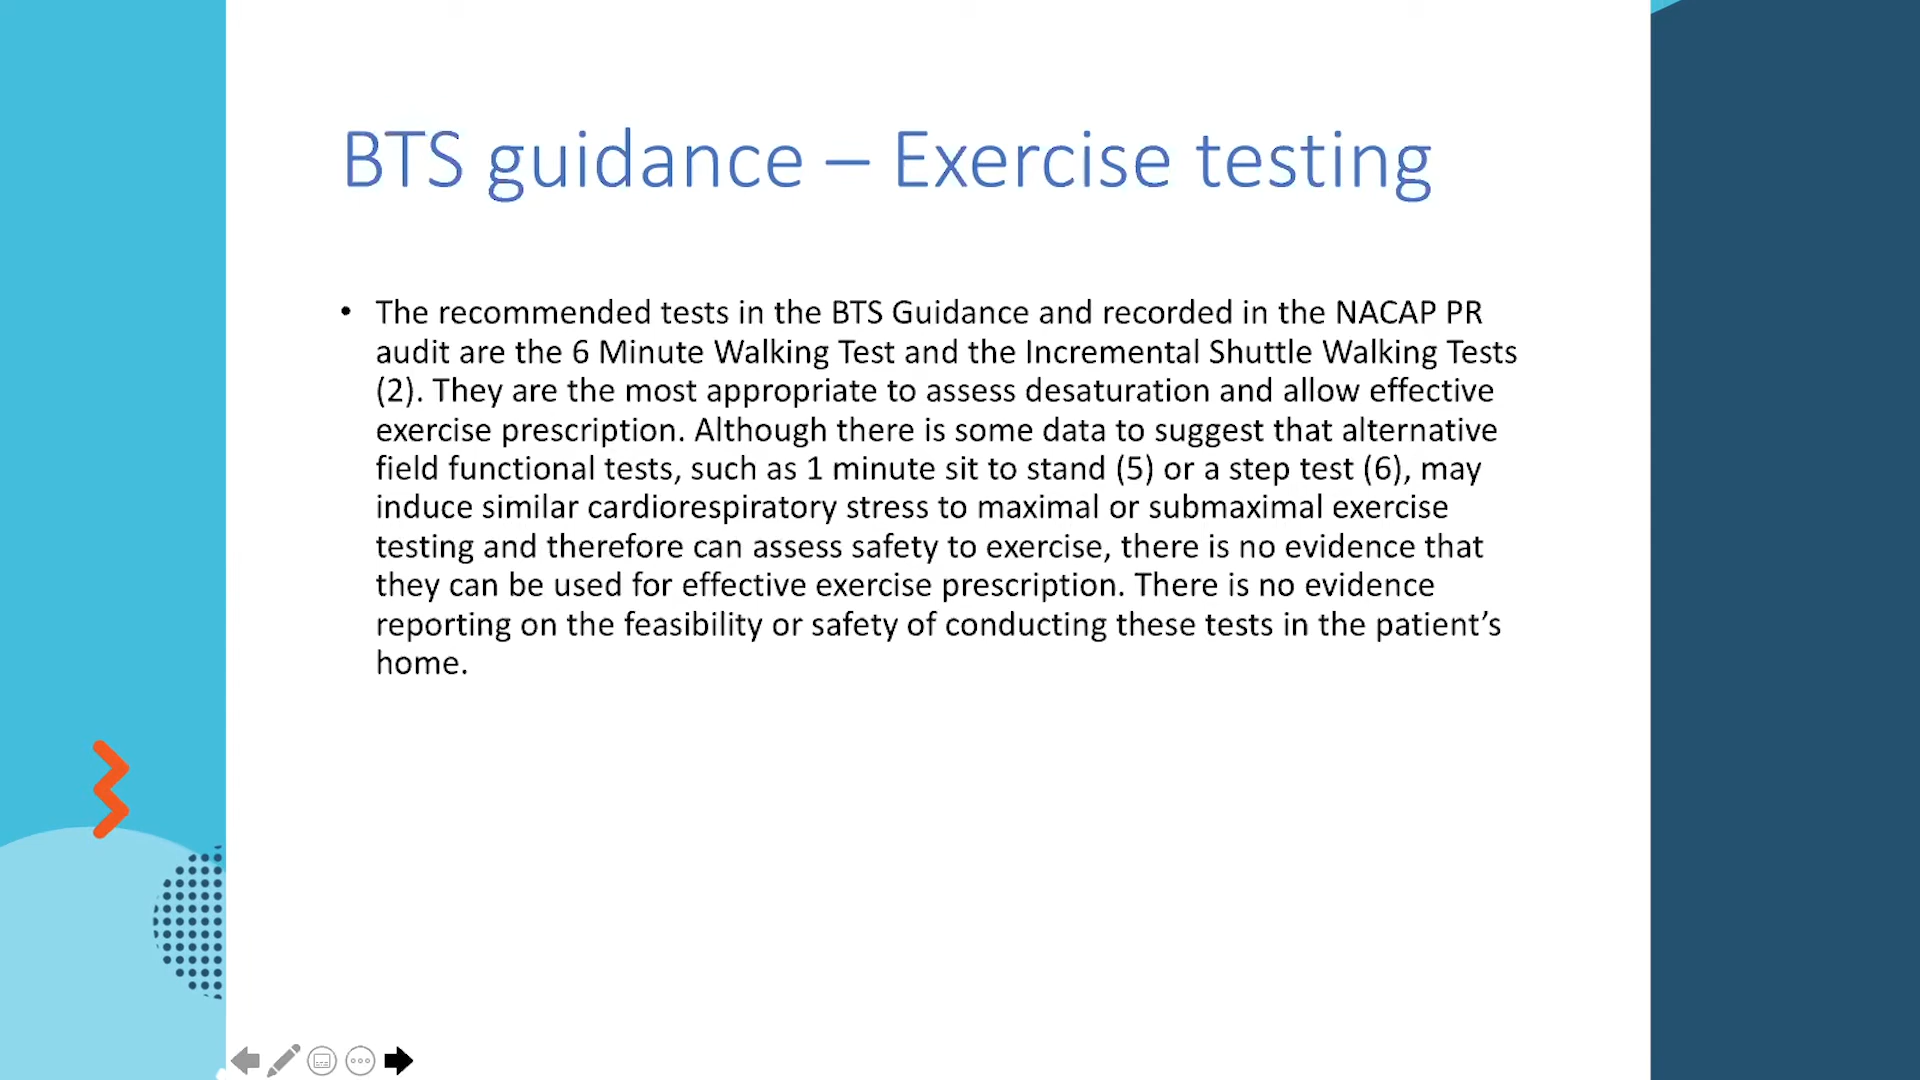 BTS guidance – Exercise testing
• The recommended tests in the BTS Guidance and recorded in the NACAP PR
audit are the 6 Minute Walking Test and the Incremental Shuttle Walking Tests
(2). They are the most appropriate to assess desaturation and allow effective
exercise prescription. Although there is some data to suggest that alternative
field functional tests, such as 1 minute sit to stand (5) or a step test (6), may
induce similar cardiorespiratory stress to maximal or submaximal exercise
testing and therefore can assess safety to exercise, there is no evidence that
they can be used for effective exercise prescription. There is no evidence
reporting on the feasibility or safety of conducting these tests in the patient’s
home.